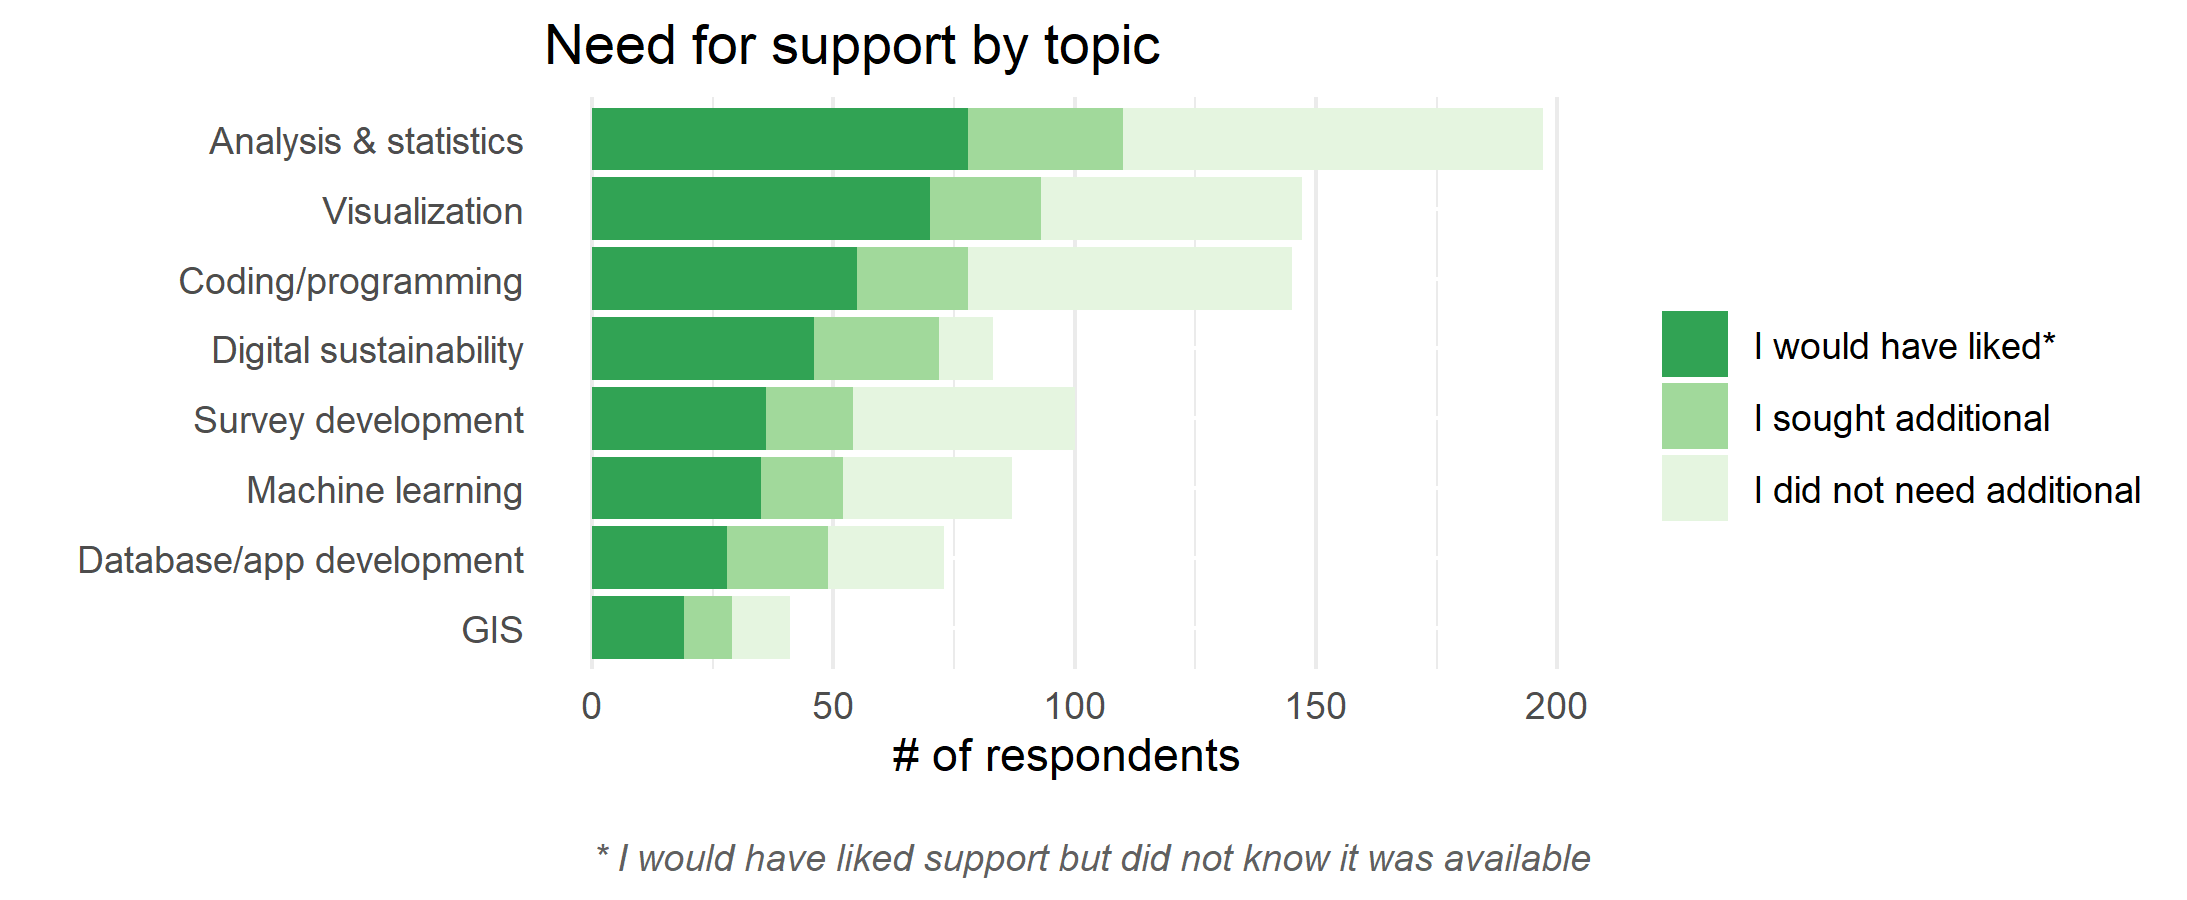 Need for support by topic
Analysis & statistics
Visualization
Coding/programming
Digital sustainability
Survey development
Machine learning
Database/app development
GIS
0 50 100 150 200
# of respondents
I would have liked*
I sought additional
I did not need additional
* I would have liked support but did not know it was available